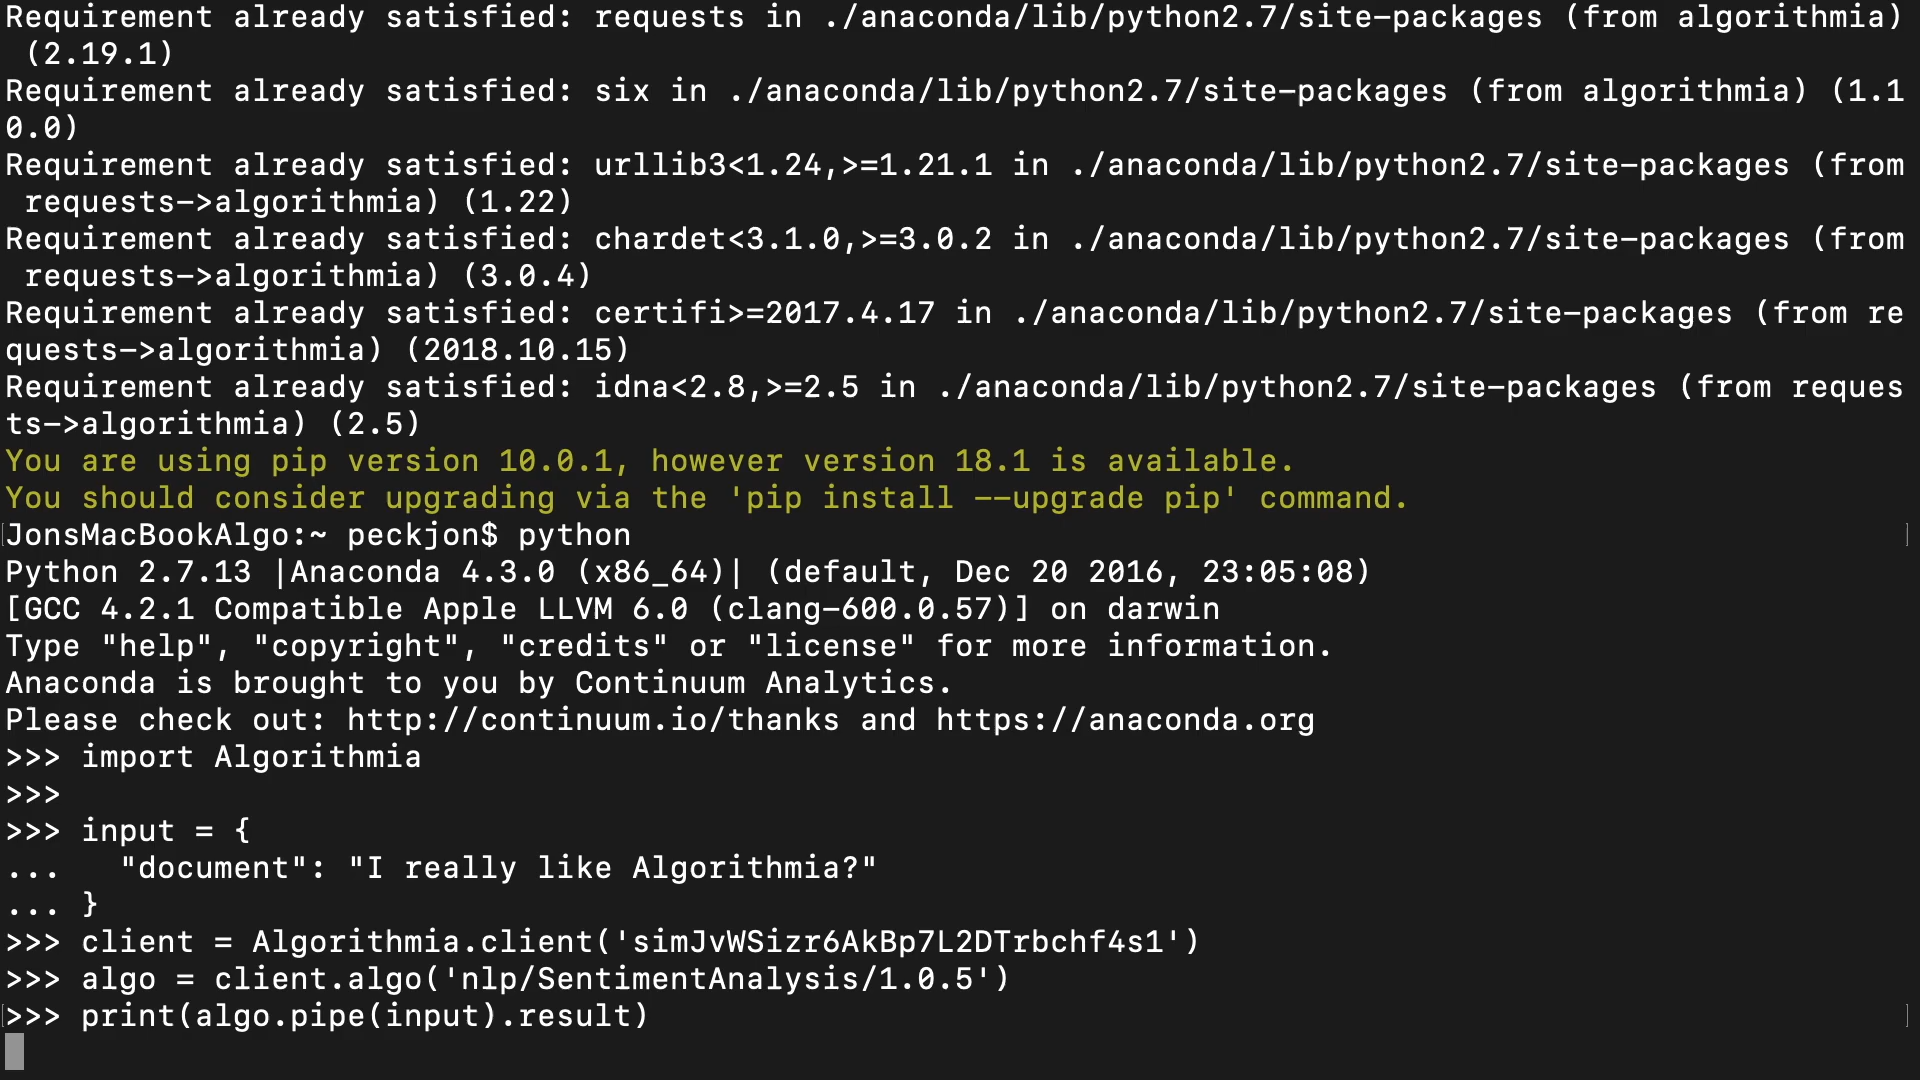 Requirement already satisfied: requests in ./anaconda/lib/python2.7/site-packages (from algorithmia)
 (2.19.1)
Requirement already satisfied: six in ./anaconda/lib/python2.7/site-packages (from algorithmia) (1.1
0.0)
Requirement already satisfied: urllib3<1.24,>=1.21.1 in ./anaconda/lib/python2.7/site-packages (from
 requests->algorithmia) (1.22)
Requirement already satisfied: chardet<3.1.0,>=3.0.2 in ./anaconda/lib/python2.7/site-packages (from
 requests->algorithmia) (3.0.4)
Requirement already satisfied: certifi>=2017.4.17 in ./anaconda/lib/python2.7/site-packages (from re
quests->algorithmia) (2018.10.15)
Requirement already satisfied: idna<2.8,>=2.5 in ./anaconda/lib/python2.7/site-packages (from reques
ts->algorithmia) (2.5)
You are using pip version 10.0.1, however version 18.1 is available.
You should consider upgrading via the 'pip install --upgrade pip' command.
[JonsMacBookAlgo:~ peckjon$ python ]
Python 2.7.13 |Anaconda 4.3.0 (x86_64)| (default, Dec 20 2016, 23:05:08)
[GCC 4.2.1 Compatible Apple LLVM 6.0 (clang-600.0.57)] on darwin
Type "help", "copyright", "credits" or "license" for more information.
Anaconda is brought to you by Continuum Analytics.
Please check out: http://continuum.io/thanks and https://anaconda.org
>>> import Algorithmia
>>>
>>> input = {
...   "document": "I really like Algorithmia?"
... }
>>> client = Algorithmia.client('simJvWSizr6AkBp7L2DTrbchf4s1')
>>> algo = client.algo('nlp/SentimentAnalysis/1.0.5')
[>>> print(algo.pipe(input).result) ]